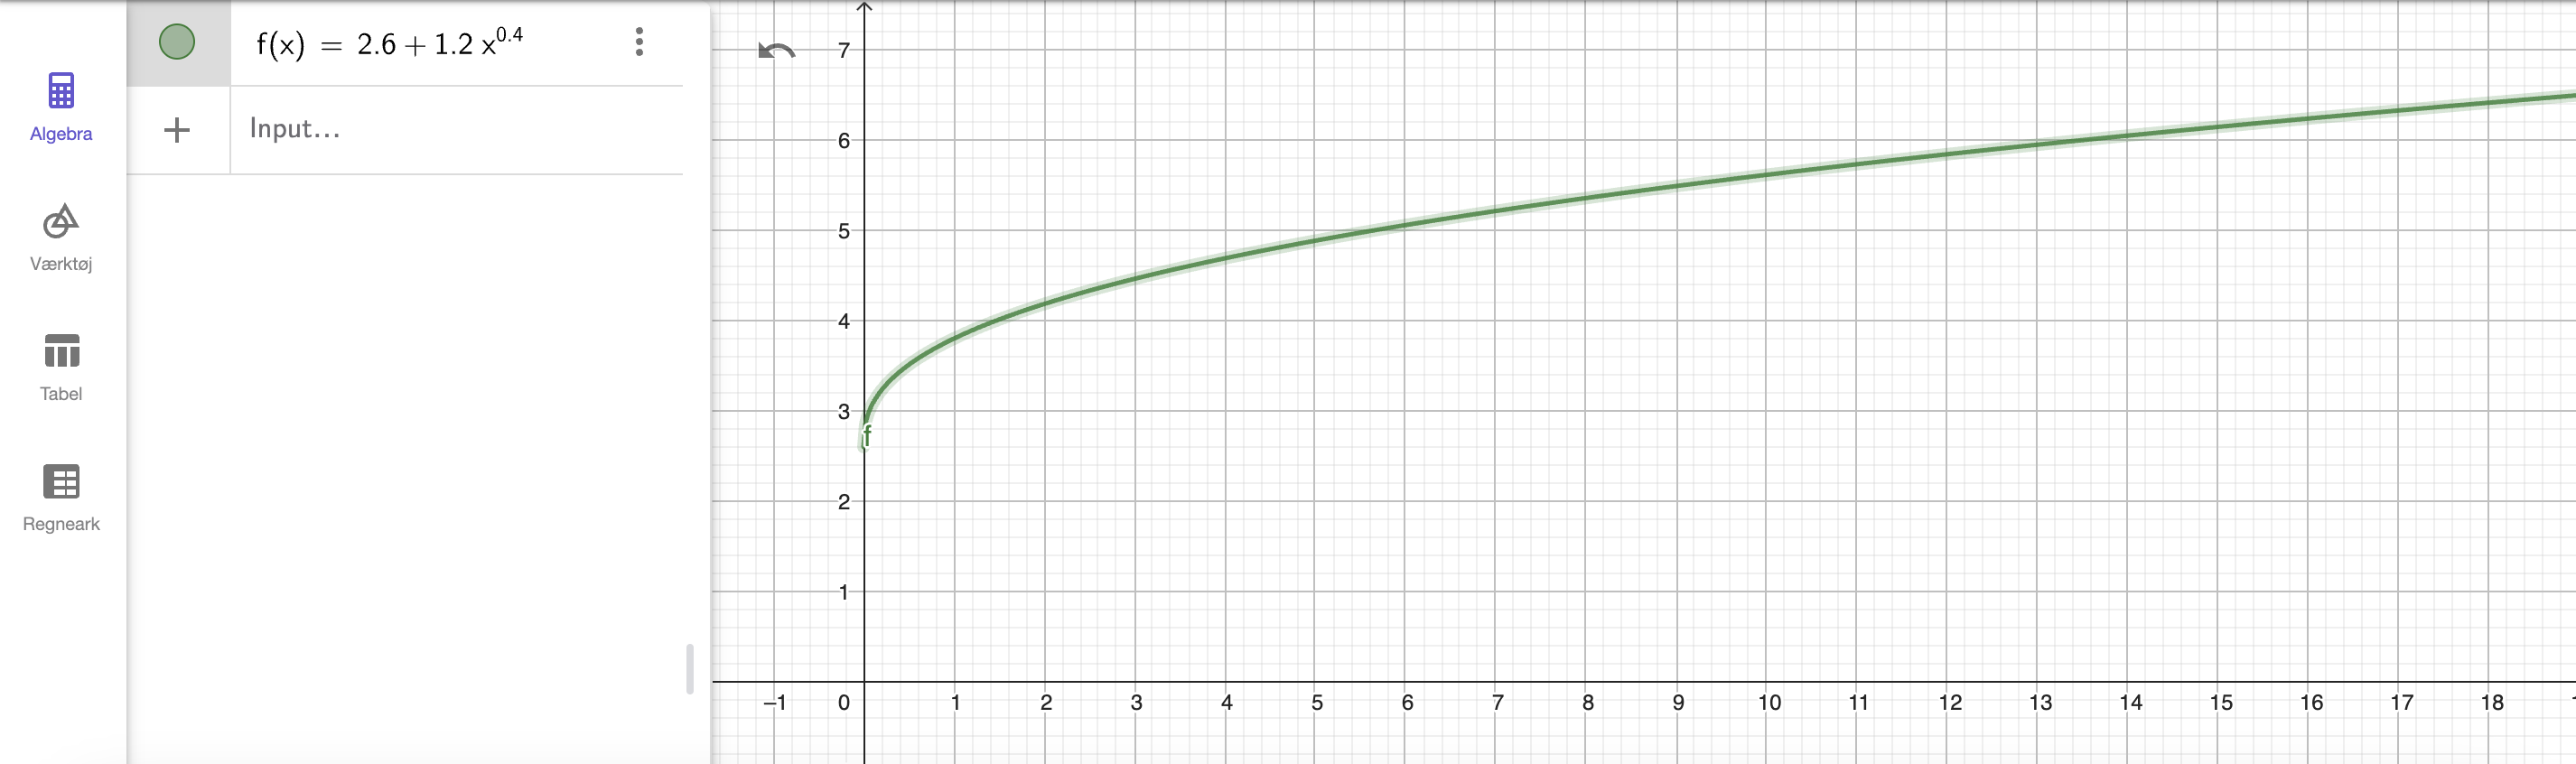 f(x) = 2.6 + 1.2 x^0.4
Input…
Algebra
Værktøj
Tabel
Regneark
7
6
5
4
3
2
1
f
–1 0 1 2 3 4 5 6 7 8 9 10 11 12 13 14 15 16 17 18